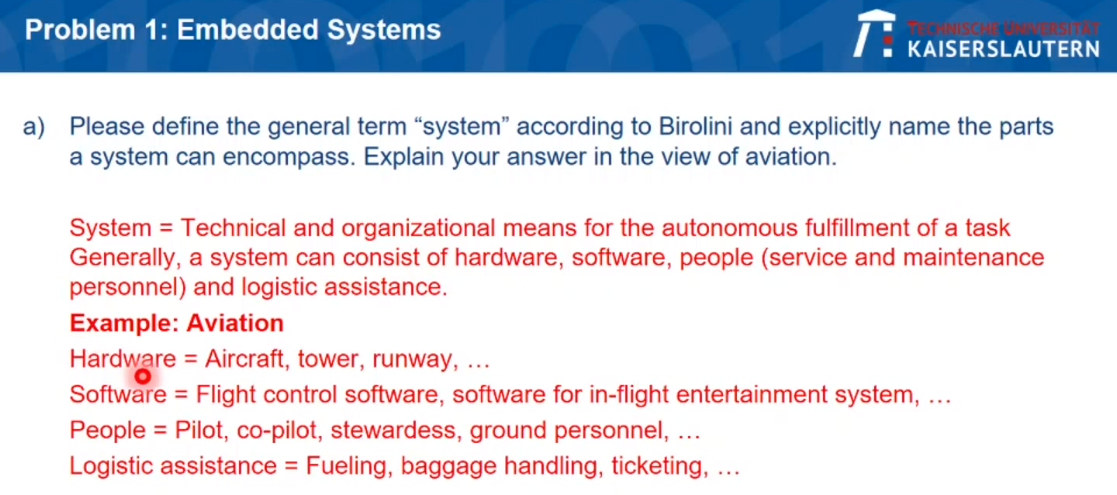 Problem 1: Embedded Systems
TECHNISCHE UNIVERSITÄT
KAISERSLAUTERN
a) Please define the general term “system” according to Birolini and explicitly name the parts
a system can encompass. Explain your answer in the view of aviation.
System = Technical and organizational means for the autonomous fulfillment of a task
Generally, a system can consist of hardware, software, people (service and maintenance
personnel) and logistic assistance.
Example: Aviation
Hardware = Aircraft, tower, runway, …
Software = Flight control software, software for in-flight entertainment system, …
People = Pilot, co-pilot, stewardess, ground personnel, …
Logistic assistance = Fueling, baggage handling, ticketing, …